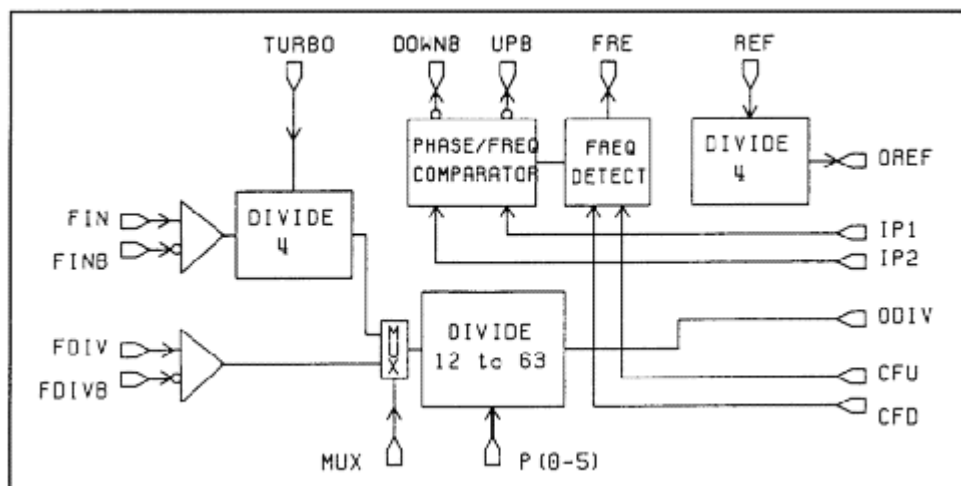 TURBO DOWNB UPB FRE REF
PHASE/FREQ COMPARATOR
FREQ DETECT
DIVIDE 4
OREF
FIN
FINB
DIVIDE 4
IP1
IP2
FDIV
FDIVB
MUX
DIVIDE 12 to 63
ODIV
CFU
CFD
MUX
P(0-5)